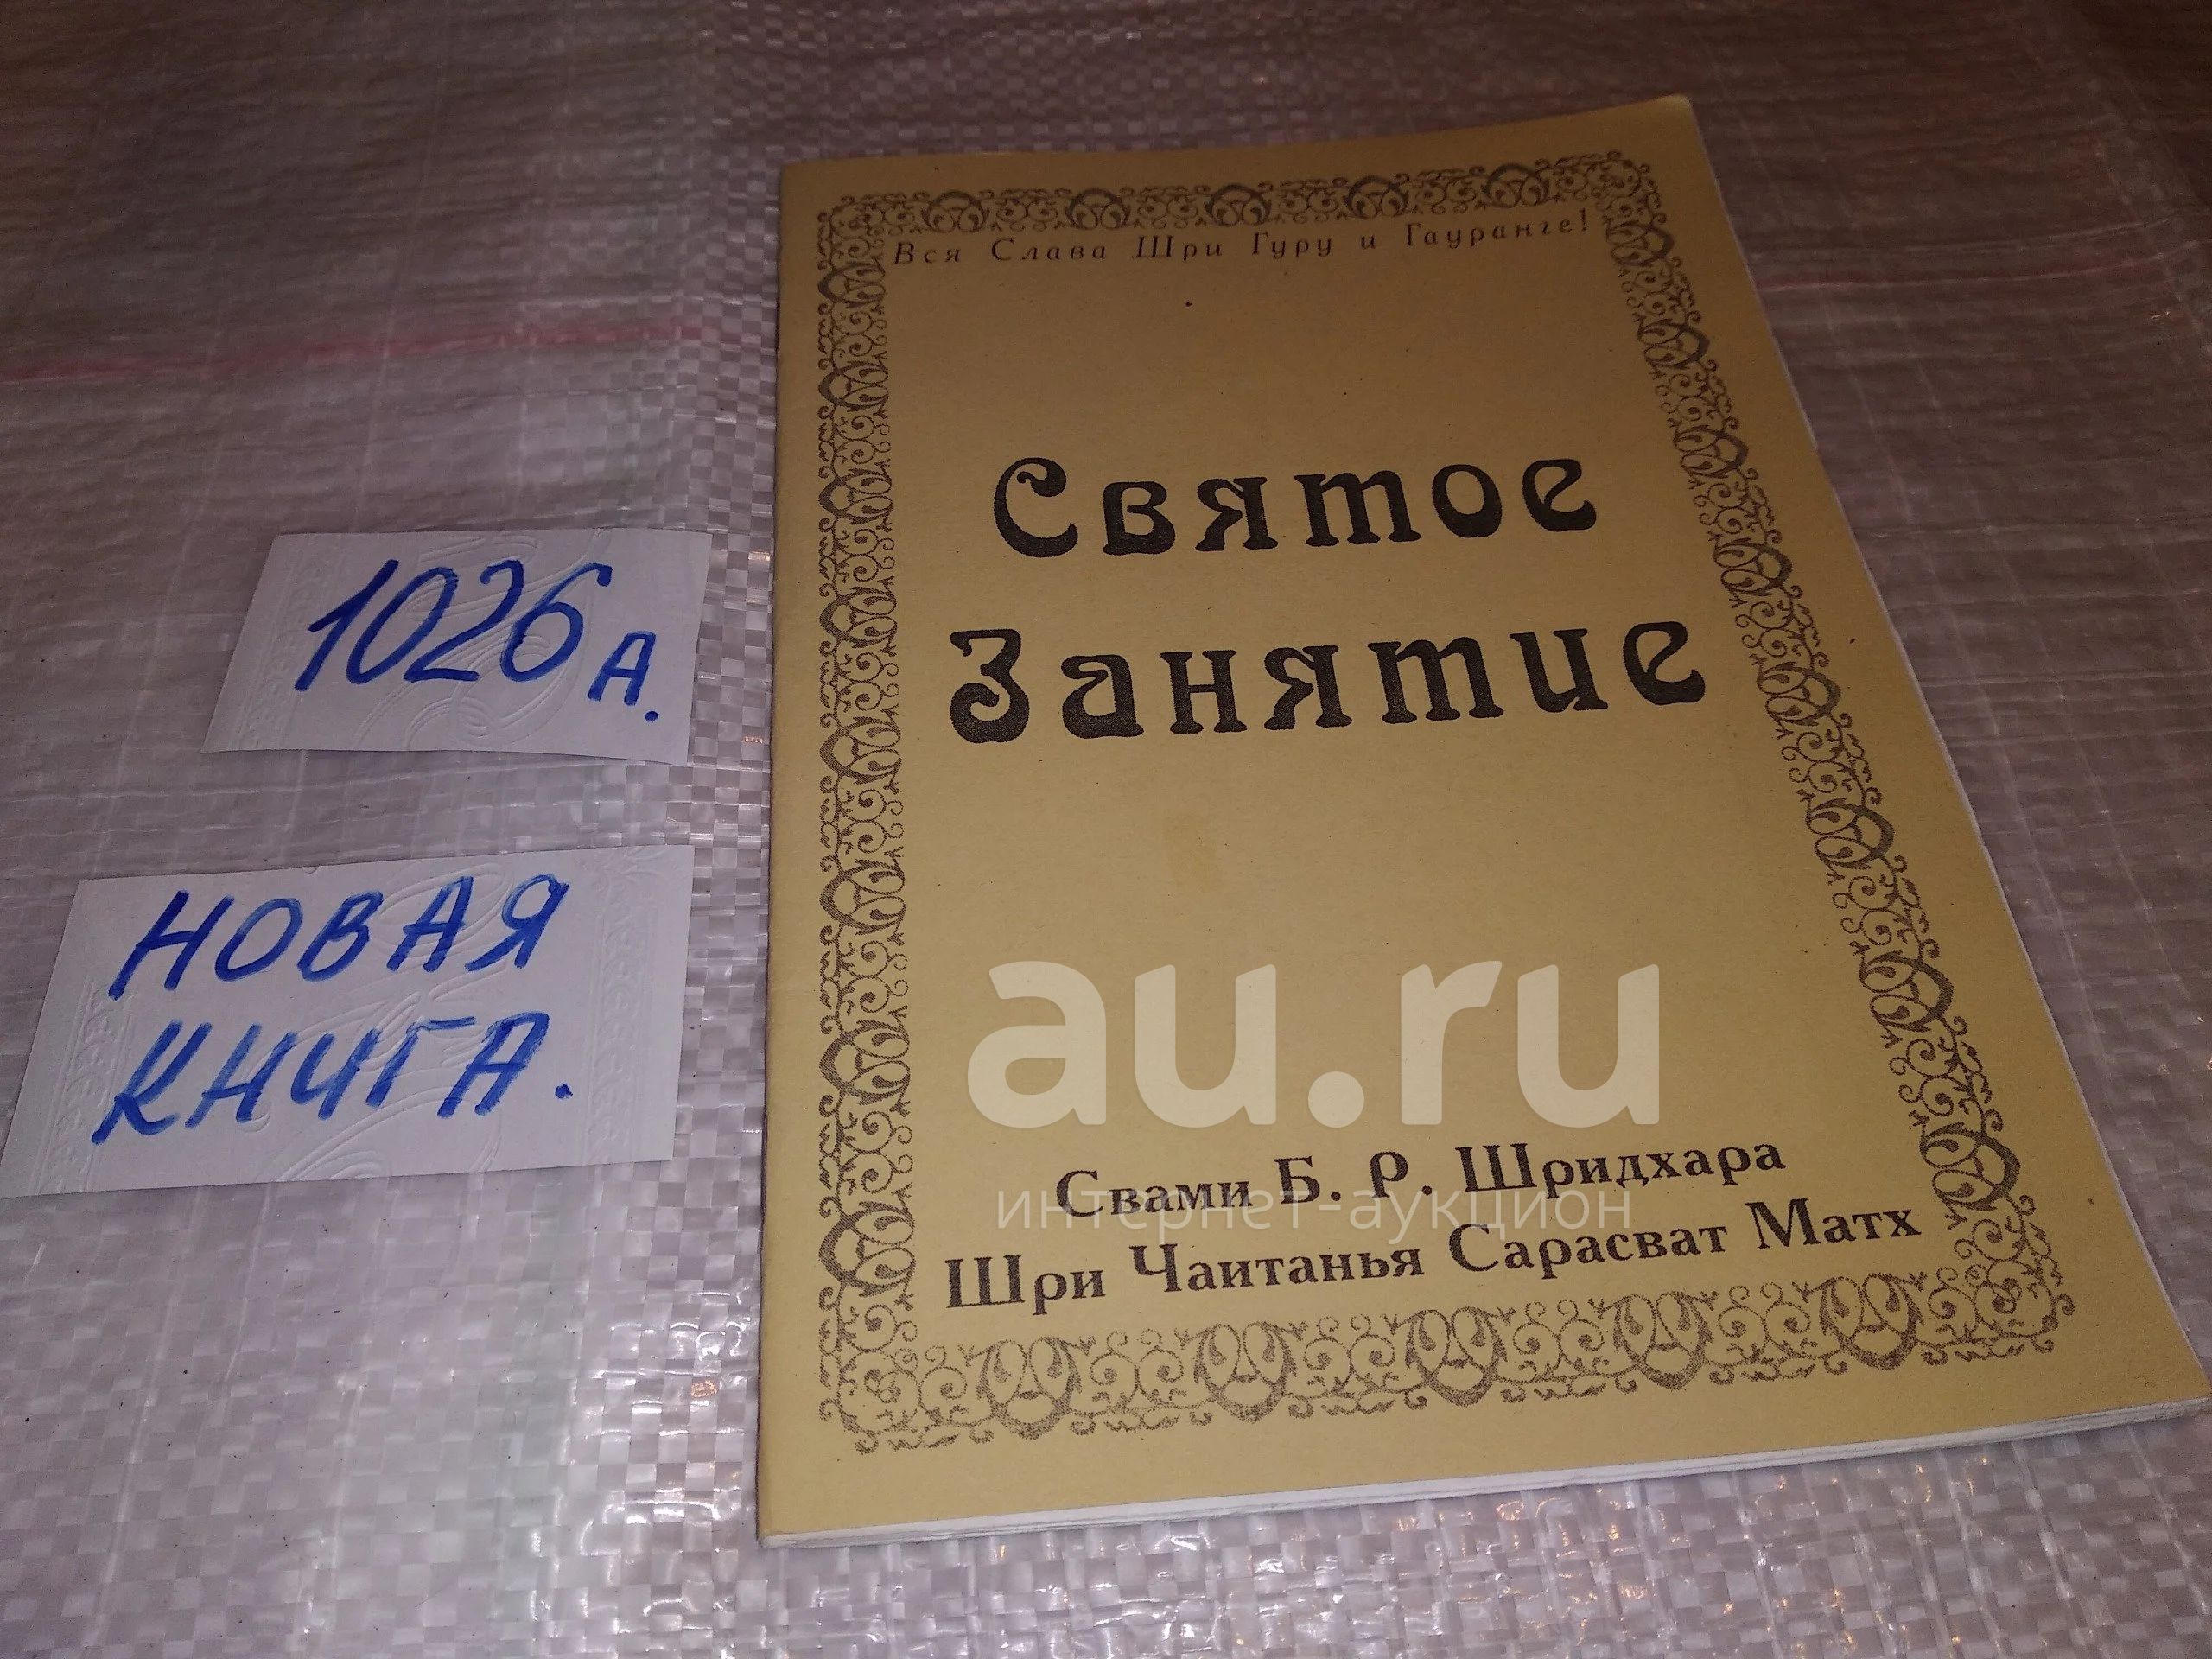 Вся Слава Шри Гуру и Гауранге!
Святое
Занятие
1026 А.
НОВАЯ
КНИГА.
au.ru
интернет-аукцион
Свами Б. Р. Шридхара
Шри Чаитанья Сарасват Матх